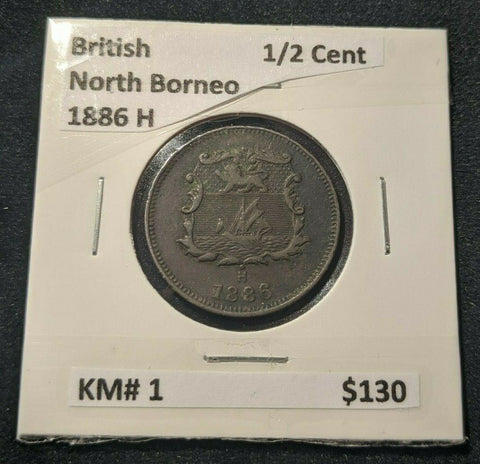 British 1/2 Cent
North Borneo
1886 H
H
1886
KM# 1 $130